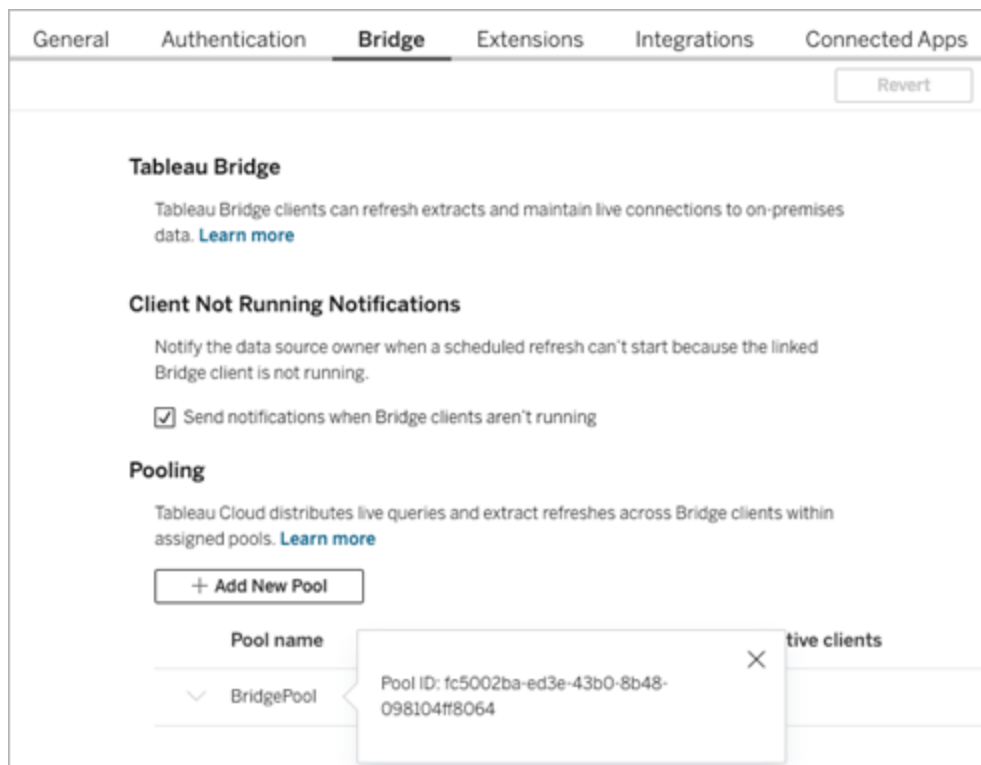 General Authentication Bridge Extensions Integrations Connected Apps
Revert
Tableau Bridge
Tableau Bridge clients can refresh extracts and maintain live connections to on-premises
data. Learn more
Client Not Running Notifications
Notify the data source owner when a scheduled refresh can't start because the linked
Bridge client is not running.
Send notifications when Bridge clients aren't running
Pooling
Tableau Cloud distributes live queries and extract refreshes across Bridge clients within
assigned pools. Learn more
+ Add New Pool
Pool name tive clients
BridgePool
Pool ID: fc5002ba-ed3e-43b0-8b48-
098104ff8064